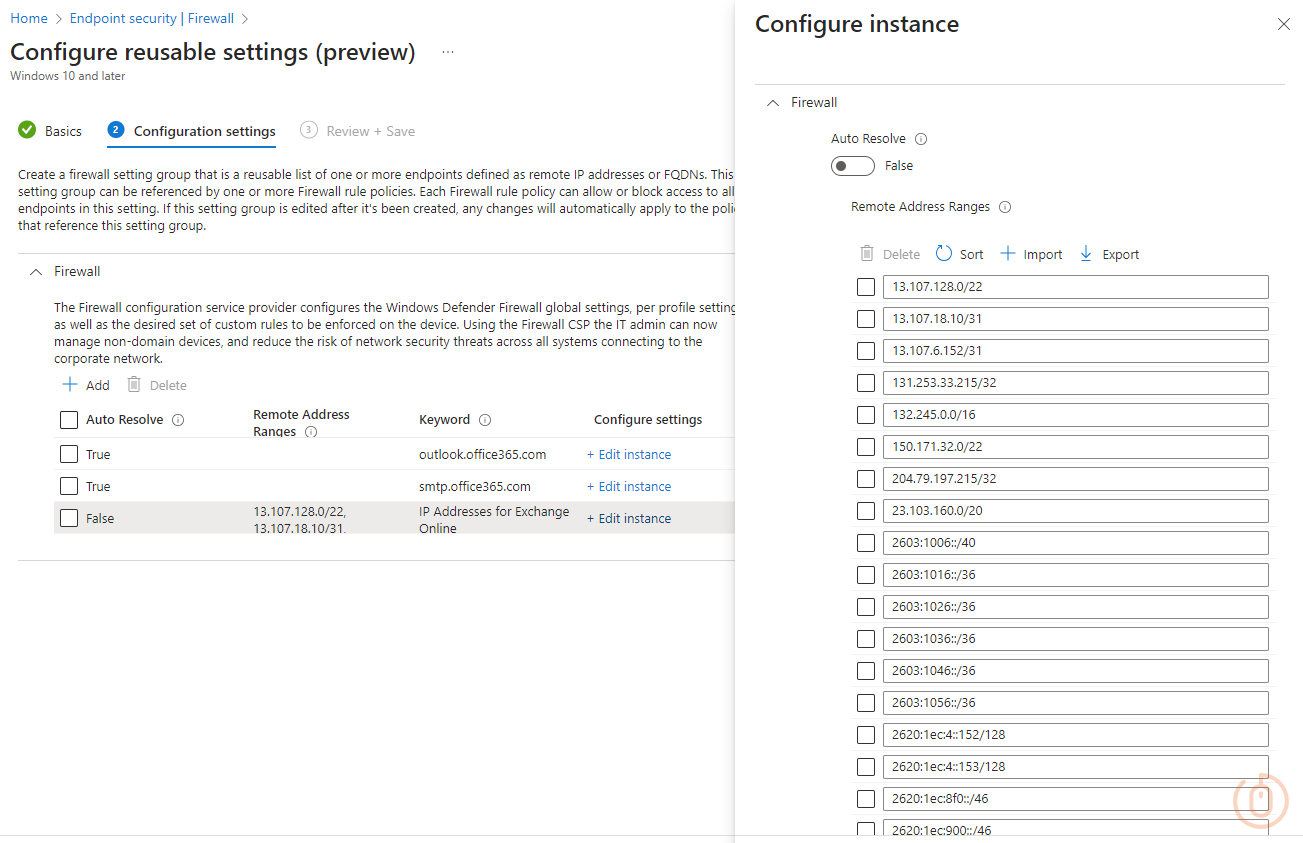 Home > Endpoint security | Firewall >
Configure reusable settings (preview) ...
Windows 10 and later
Basics
2 Configuration settings
3 Review + Save
Create a firewall setting group that is a reusable list of one or more endpoints defined as remote IP addresses or FQDNs. This
setting group can be referenced by one or more Firewall rule policies. Each Firewall rule policy can allow or block access to all
endpoints in this setting. If this setting group is edited after it's been created, any changes will automatically apply to the
that reference this setting group.
Firewall
The Firewall configuration service provider configures the Windows Defender Firewall global settings, per profile
as well as the desired set of custom rules to be enforced on the device. Using the Firewall CSP the IT admin can now
manage non-domain devices, and reduce the risk of network security threats across all systems connecting to the
corporate network.
+ Add Delete
Auto Resolve
Remote Address
Ranges
Keyword
Configure settings
True outlook.office365.com + Edit instance
True smtp.office365.com + Edit instance
False
13.107.128.0/22,
13.107.18.10/31,
IP Addresses for Exchange
Online
+ Edit instance
Configure instance
Firewall
Auto Resolve
False
Remote Address Ranges
Delete Sort + Import Export
13.107.128.0/22
13.107.18.10/31
13.107.6.152/31
131.253.33.215/32
132.245.0.0/16
150.171.32.0/22
204.79.197.215/32
23.103.160.0/20
2603:1006::/40
2603:1016::/36
2603:1026::/36
2603:1036::/36
2603:1046::/36
2603:1056::/36
2620:1ec:4::152/128
2620:1ec:4::153/128
2620:1ec:8f0::/46
2620:1ec:900::/46